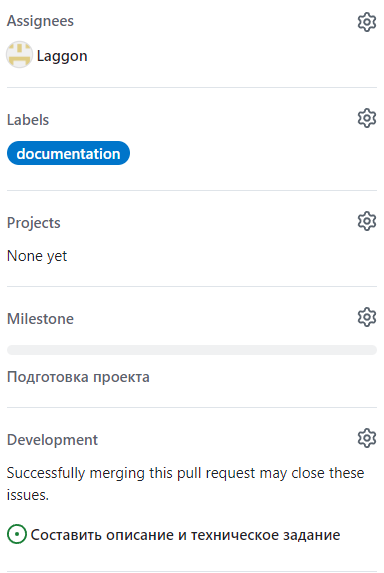 Assignees
Laggon
Labels
documentation
Projects
None yet
Milestone
Подготовка проекта
Development
Successfully merging this pull request may close these
issues.
Составить описание и техническое задание